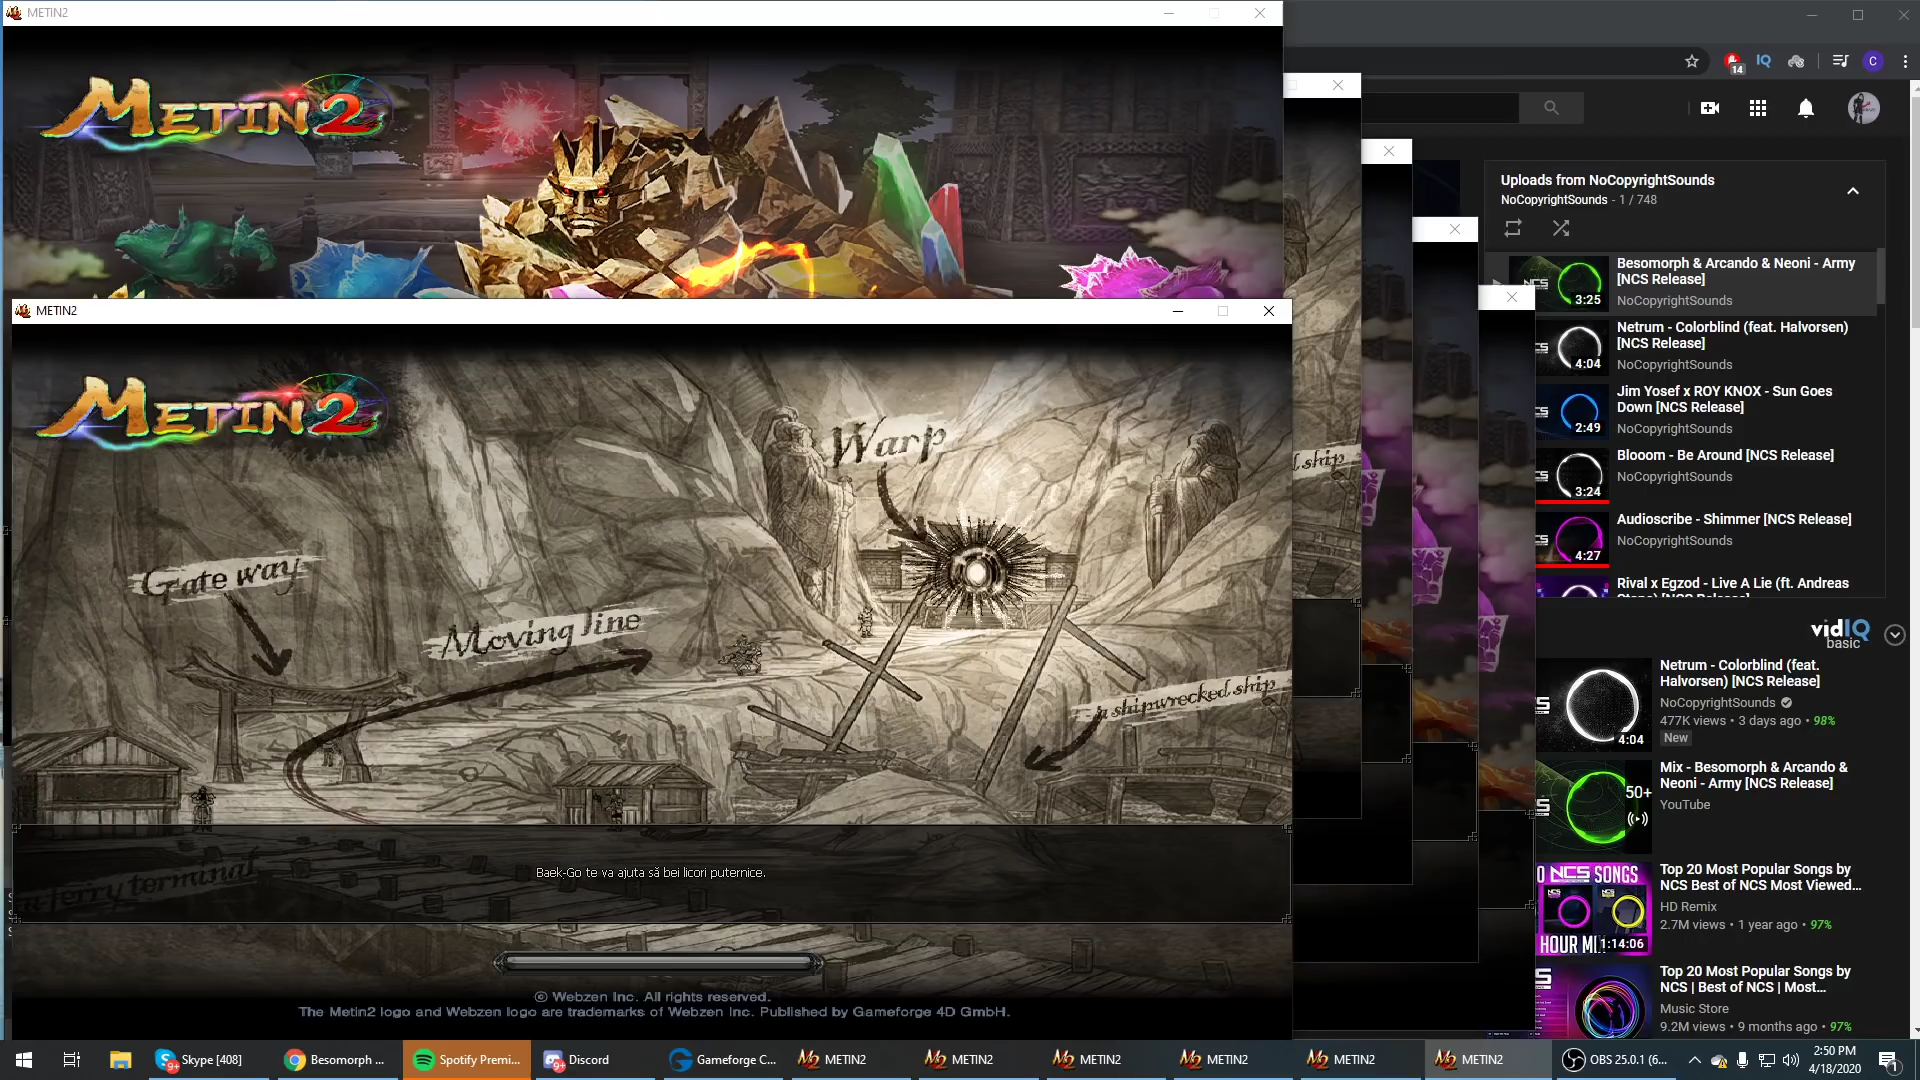 METIN2
METIN2
14
IQ
C
Uploads from NoCopyrightSounds
NoCopyrightSounds - 1 / 748
Besomorph & Arcando & Neoni - Army
[NCS Release]
NoCopyrightSounds
3:25
Netrum - Colorblind (feat. Halvorsen)
[NCS Release]
NoCopyrightSounds
4:04
Jim Yosef x ROY KNOX - Sun Goes
Down [NCS Release]
NoCopyrightSounds
2:49
Blooom - Be Around [NCS Release]
NoCopyrightSounds
3:24
Audioscribe - Shimmer [NCS Release]
NoCopyrightSounds
4:27
Rival x Egzod - Live A Lie (ft. Andreas
METIN2
METIN2
Warp
Gate way
Moving line
a shipwrecked ship
d ship
ferry terminal
Baek-Go te va ajuta să bei licori puternice.
© Webzen Inc. All rights reserved.
The Metin2 logo and Webzen logo are trademarks of Webzen Inc. Published by Gameforge 4D GmbH.
vidIQ
basic
Netrum - Colorblind (feat.
Halvorsen) [NCS Release]
NoCopyrightSounds
477K views • 3 days ago • 98%
New
4:04
Mix - Besomorph & Arcando &
Neoni - Army [NCS Release]
YouTube
50+
Top 20 Most Popular Songs by
NCS Best of NCS Most Viewed...
HD Remix
2.7M views • 1 year ago • 97%
NCS SONGS
HOUR MI
1:14:06
Top 20 Most Popular Songs by
NCS | Best of NCS | Most...
Music Store
9.2M views • 9 months ago • 97%
Skype [408]
Besomorph ...
Spotify Premi...
Discord
Gameforge C...
METIN2
METIN2
METIN2
METIN2
METIN2
METIN2
OBS 25.0.1 (6...
2:50 PM
4/18/2020
1